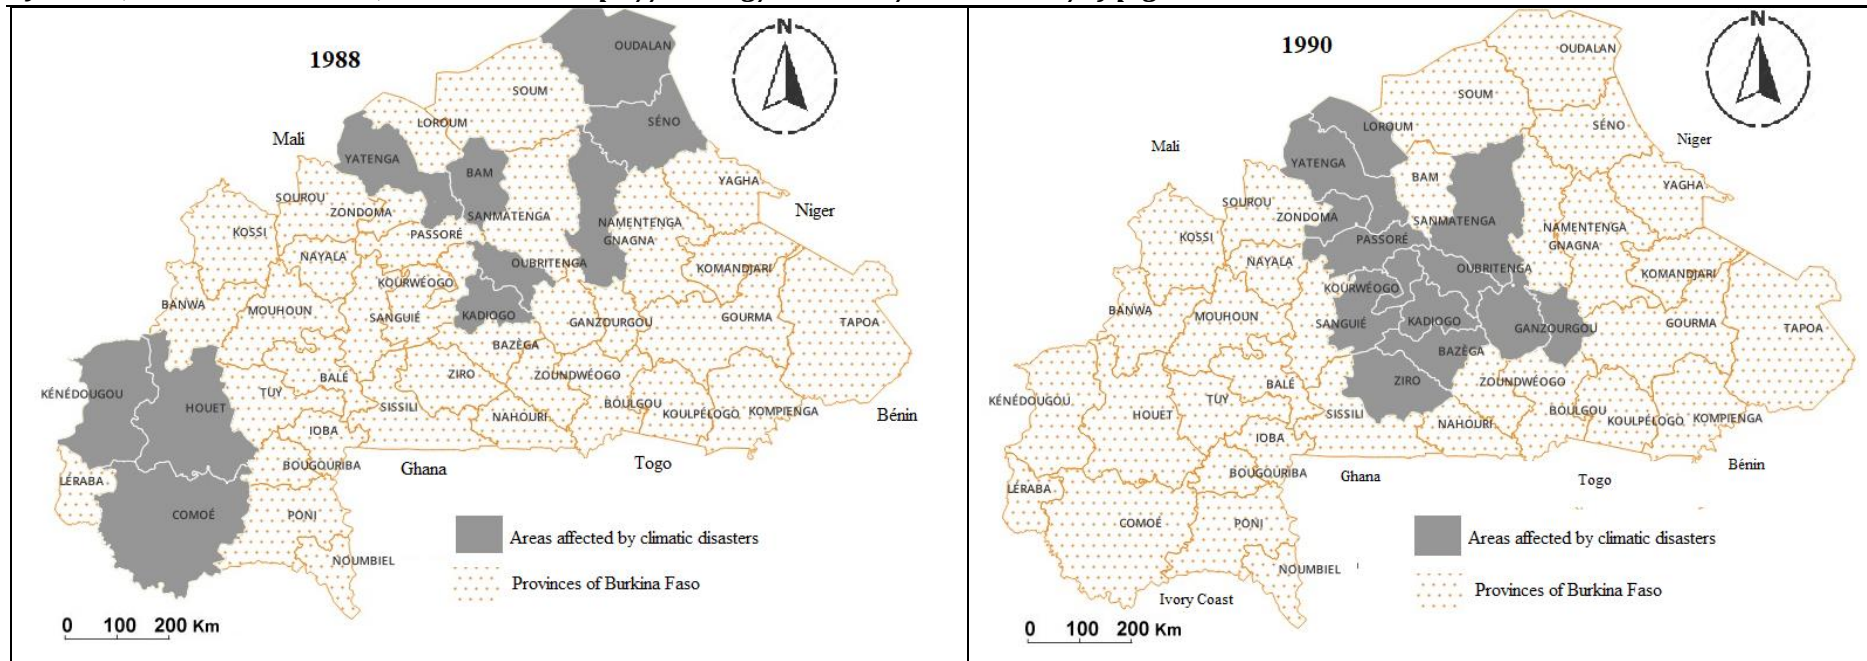 N
1988
OUDALAN
SOUM
SÉNO
LOROUM
Mali
YATENGA
BAM
YAGHA
SOUROU
ZONDOMA
SANMATENGA
Niger
NAMENTENGA
KOSSI
PASSORÉ
GNAGNA
NAYALA
OUBRITENGA
KOMANDJARI
KOURWÉOGO
BANWA
MOUHOUN
SANGUIÉ
KADIOGO
GANZOURGOU
GOURMA
TAPOA
BAZÈGA
KÉNÉDOUGOU
HOUET
TUY
BALÉ
ZIRO
ZOUNDWÉOGO
SISSILI
NAHOURI
BOULGOU
KOULPÉLOGO
KOMPIENGA
Bénin
IOBA
BOUGOURIBA
Ghana
Togo
LÉRABA
COMOÉ
PONI
NOUMBIEL
Areas affected by climatic disasters
Provinces of Burkina Faso
0 100 200 Km
N
1990
OUDALAN
SOUM
SÉNO
LOROUM
Niger
Mali
YATENGA
BAM
YAGHA
SOUROU
ZONDOMA
SANMATENGA
NAMENTENGA
KOSSI
PASSORÉ
GNAGNA
NAYALA
OUBRITENGA
KOMANDJARI
KOURWÉOGO
BANWA
MOUHOUN
SANGUIÉ
KADIOGO
GANZOURGOU
GOURMA
TAPOA
BAZÈGA
KÉNÉDOUGOU
HOUET
TUY
BALÉ
ZIRO
ZOUNDWÉOGO
SISSILI
NAHOURI
BOULGOU
KOULPÉLOGO
KOMPIENGA
IOBA
BOUGOURIBA
Ghana
Togo
Bénin
LÉRABA
COMOÉ
PONI
NOUMBIEL
Ivory Coast
Areas affected by climatic disasters
Provinces of Burkina Faso
0 100 200 Km